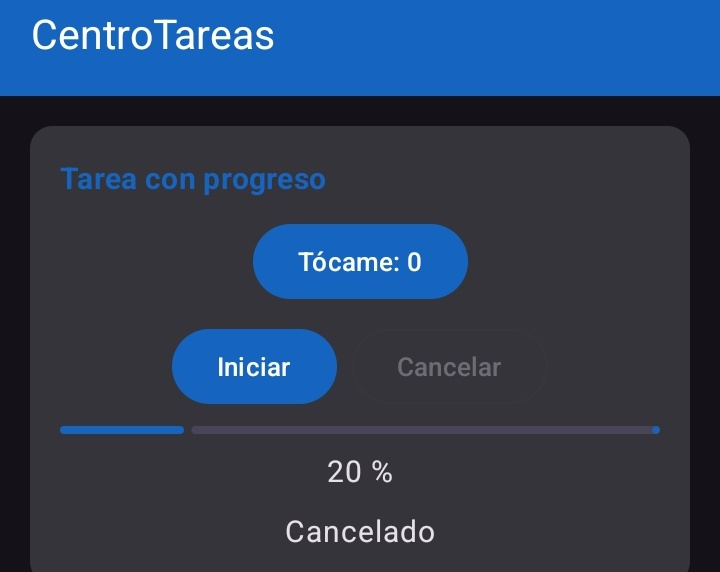 CentroTareas
Tarea con progreso
Tócame: 0
Iniciar Cancelar
20 %
Cancelado